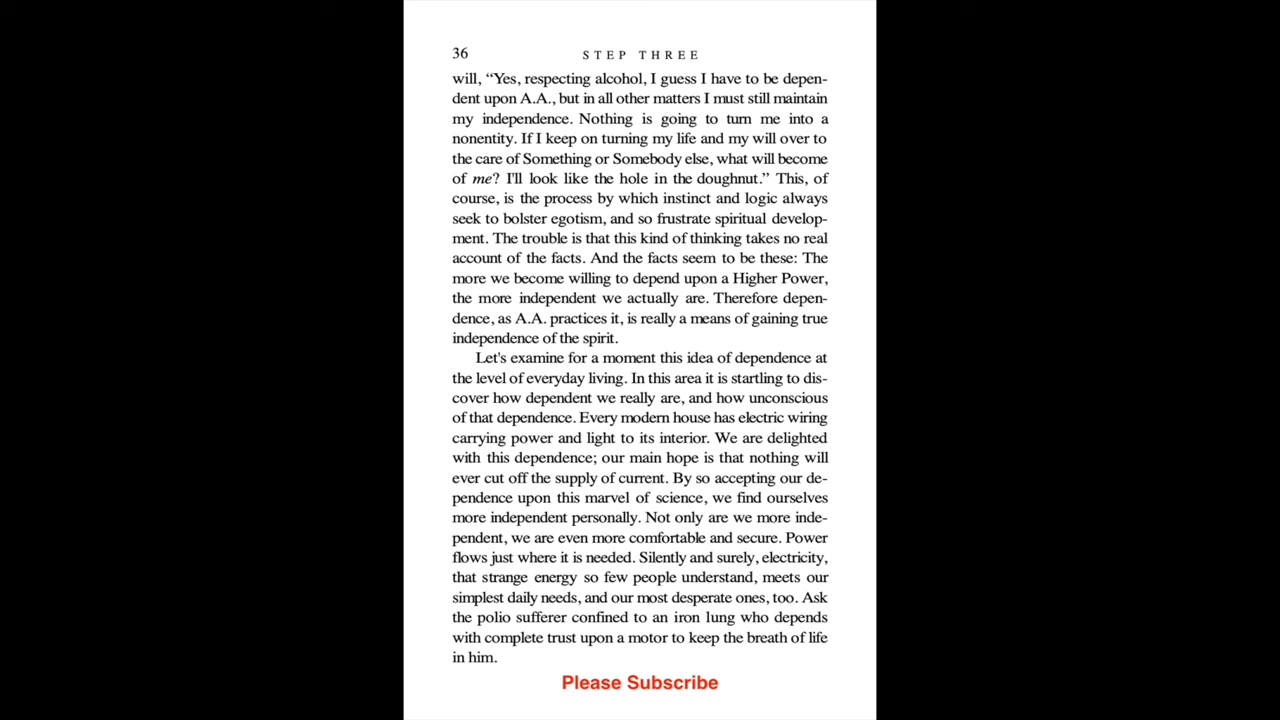 36
STEP THREE
will, “Yes, respecting alcohol, I guess I have to be depen-
dent upon A.A., but in all other matters I must still maintain
my independence. Nothing is going to turn me into a
nonentity. If I keep on turning my life and my will over to
the care of Something or Somebody else, what will become
of me? I'll look like the hole in the doughnut.” This, of
course, is the process by which instinct and logic always
seek to bolster egotism, and so frustrate spiritual develop-
ment. The trouble is that this kind of thinking takes no real
account of the facts. And the facts seem to be these: The
more we become willing to depend upon a Higher Power,
the more independent we actually are. Therefore depen-
dence, as A.A. practices it, is really a means of gaining true
independence of the spirit.
Let's examine for a moment this idea of dependence at
the level of everyday living. In this area it is startling to dis-
cover how dependent we really are, and how unconscious
of that dependence. Every modern house has electric wiring
carrying power and light to its interior. We are delighted
with this dependence; our main hope is that nothing will
ever cut off the supply of current. By so accepting our de-
pendence upon this marvel of science, we find ourselves
more independent personally. Not only are we more inde-
pendent, we are even more comfortable and secure. Power
flows just where it is needed. Silently and surely, electricity,
that strange energy so few people understand, meets our
simplest daily needs, and our most desperate ones, too. Ask
the polio sufferer confined to an iron lung who depends
with complete trust upon a motor to keep the breath of life
in him.
Please Subscribe